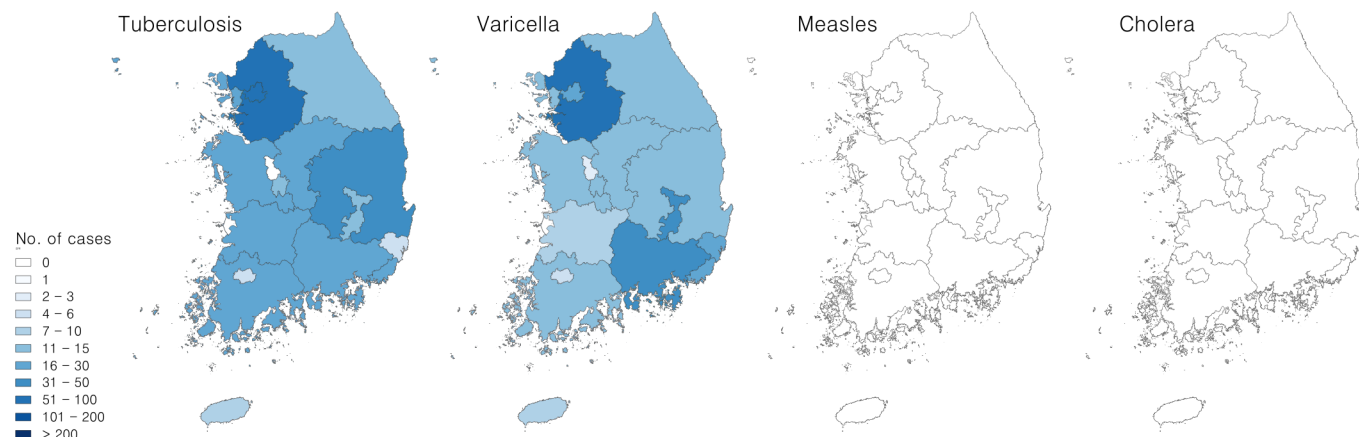 Tuberculosis
Varicella
Measles
Cholera
No. of cases
0
1
2 – 3
4 – 6
7 – 10
11 – 15
16 – 30
31 – 50
51 – 100
101 – 200
> 200